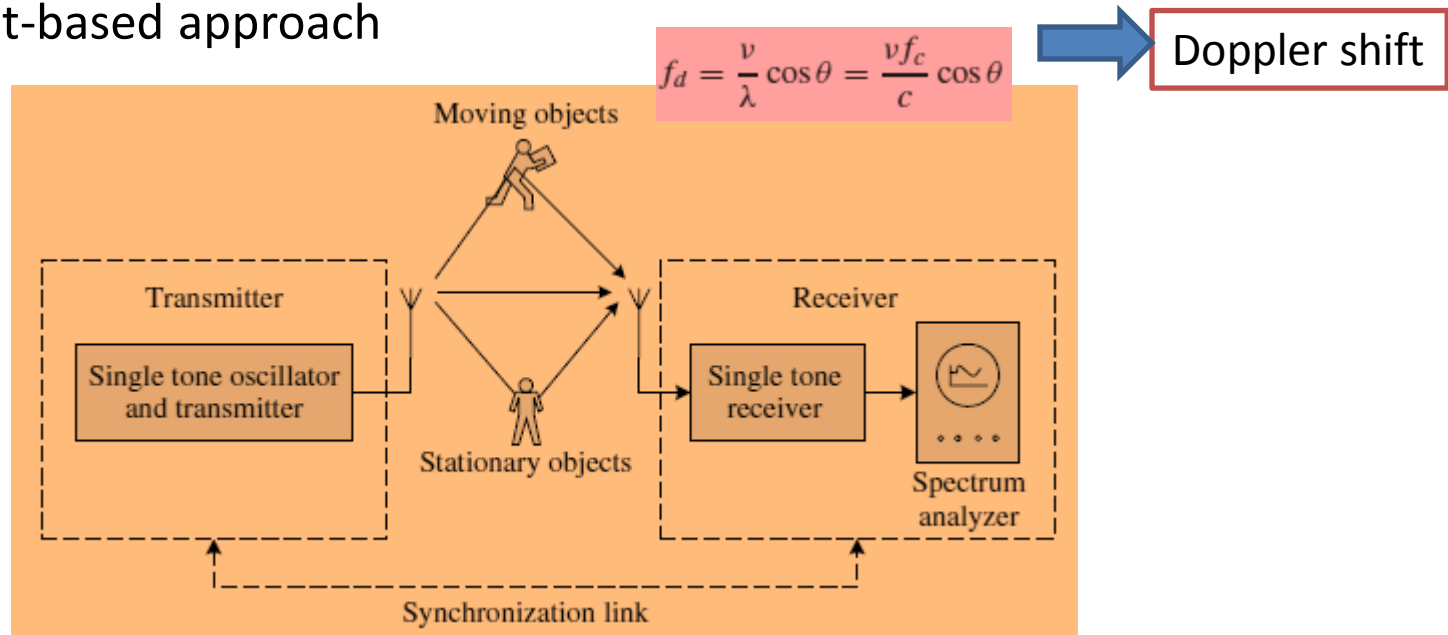 t-based approach
f_d = ν/λ cos θ = νf_c/c cos θ
Doppler shift
Moving objects
Transmitter
Receiver
Single tone oscillator
and transmitter
Single tone
receiver
Stationary objects
Spectrum
analyzer
Synchronization link